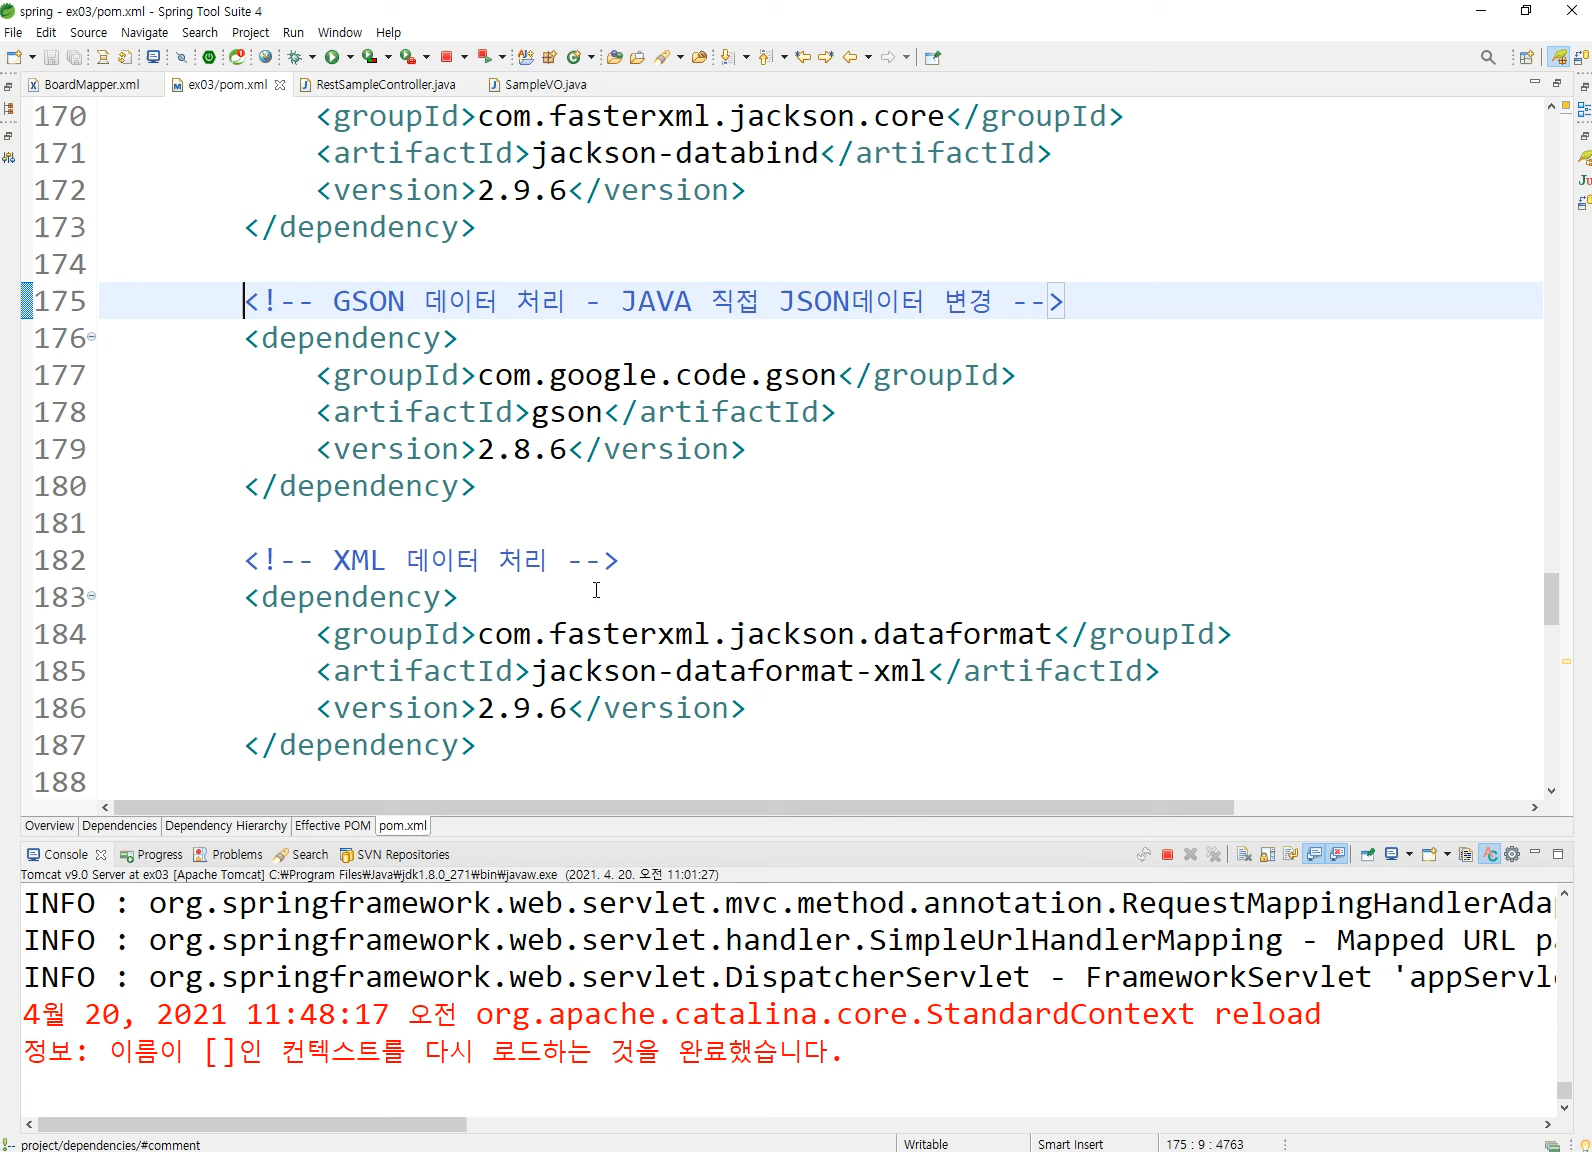 spring - ex03/pom.xml - Spring Tool Suite 4
File Edit Source Navigate Search Project Run Window Help
BoardMapper.xml ex03/pom.xml RestSampleController.java SampleVO.java
170 <groupId>com.fasterxml.jackson.core</groupId>
171 <artifactId>jackson-databind</artifactId>
172 <version>2.9.6</version>
173 </dependency>
174
175 <!-- GSON 데이터 처리 - JAVA 직접 JSON데이터 변경 -->
176 <dependency>
177 <groupId>com.google.code.gson</groupId>
178 <artifactId>gson</artifactId>
179 <version>2.8.6</version>
180 </dependency>
181
182 <!-- XML 데이터 처리 -->
183 <dependency>
184 <groupId>com.fasterxml.jackson.dataformat</groupId>
185 <artifactId>jackson-dataformat-xml</artifactId>
186 <version>2.9.6</version>
187 </dependency>
188
Overview Dependencies Dependency Hierarchy Effective POM pom.xml
Console Progress Problems Search SVN Repositories
Tomcat v9.0 Server at ex03 [Apache Tomcat] C:₩Program Files₩Java₩jdk1.8.0_271₩bin₩javaw.exe (2021. 4. 20. 오전 11:01:27)
INFO : org.springframework.web.servlet.mvc.method.annotation.RequestMappingHandlerAda
INFO : org.springframework.web.servlet.handler.SimpleUrlHandlerMapping - Mapped URL p
INFO : org.springframework.web.servlet.DispatcherServlet - FrameworkServlet 'appServl
4월 20, 2021 11:48:17 오전 org.apache.catalina.core.StandardContext reload
정보: 이름이 []인 컨텍스트를 다시 로드하는 것을 완료했습니다.
project/dependencies/#comment Writable Smart Insert 175 : 9 : 4763